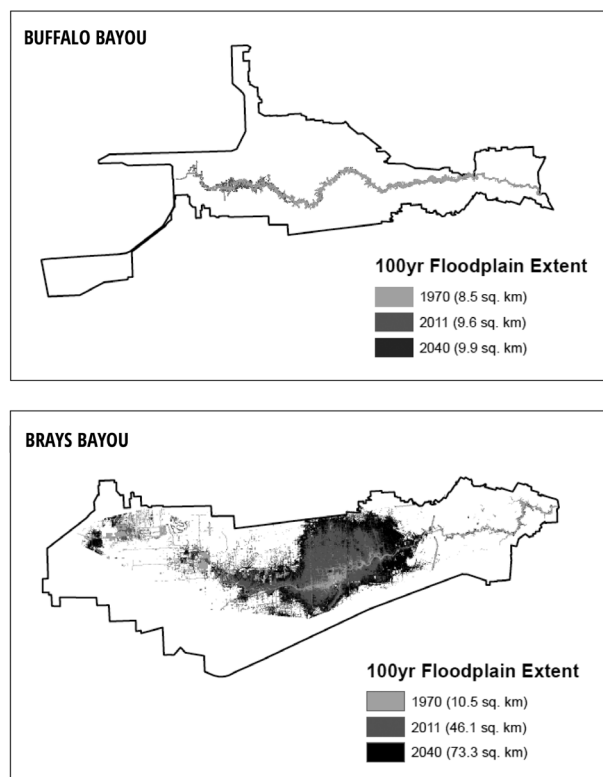 BUFFALO BAYOU
100yr Floodplain Extent
1970 (8.5 sq. km)
2011 (9.6 sq. km)
2040 (9.9 sq. km)
BRAYS BAYOU
100yr Floodplain Extent
1970 (10.5 sq. km)
2011 (46.1 sq. km)
2040 (73.3 sq. km)